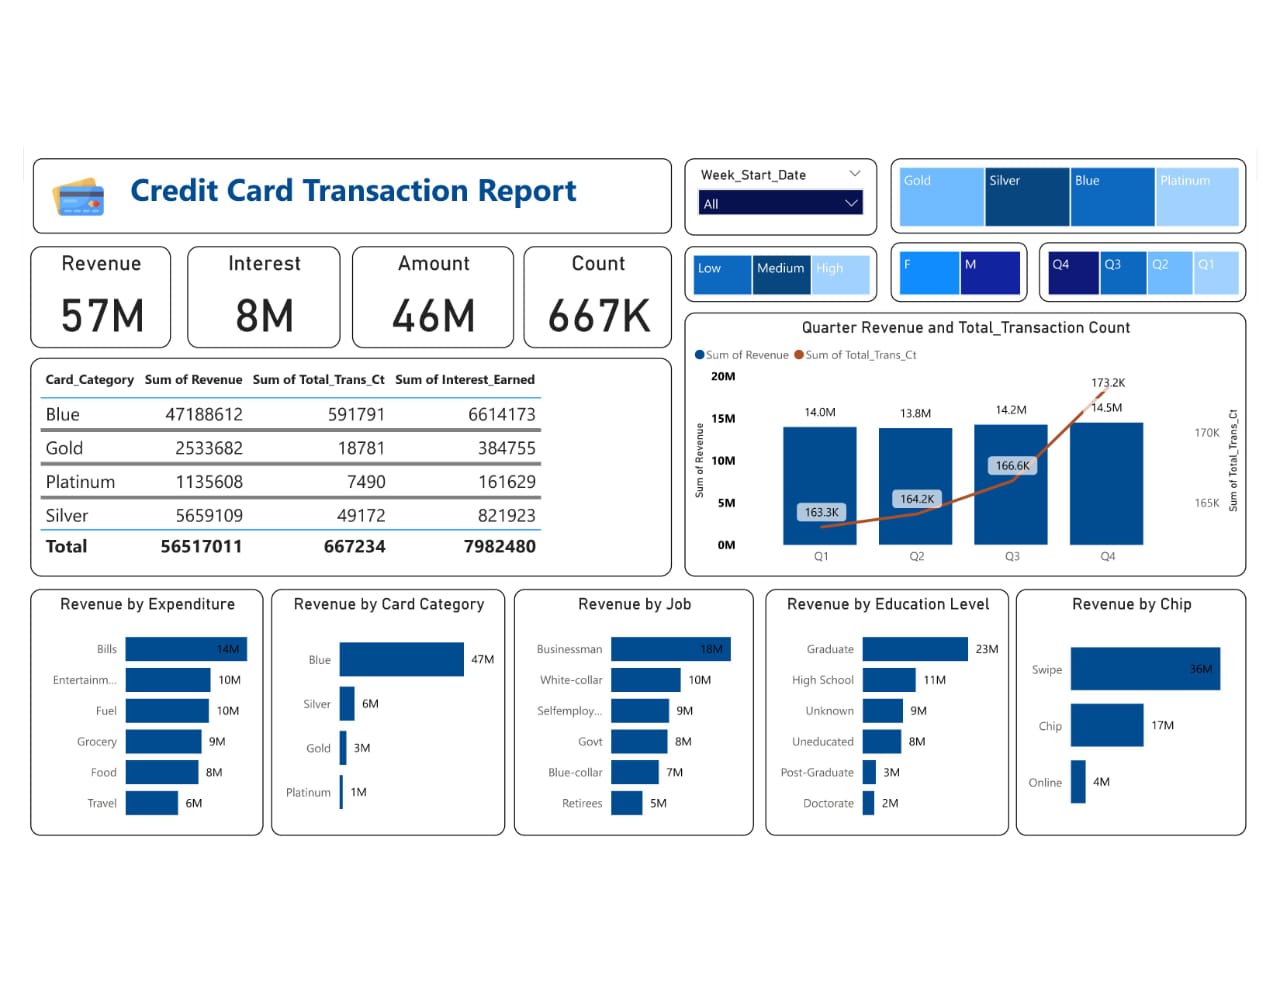 Credit Card Transaction Report
Week_Start_Date
All
Gold Silver Blue Platinum
Revenue
57M
Interest
8M
Amount
46M
Count
667K
Low Medium High
F M
Q4 Q3 Q2 Q1
Card_Category Sum of Revenue Sum of Total_Trans_Ct Sum of Interest_Earned
Blue 47188612 591791 6614173
Gold 2533682 18781 384755
Platinum 1135608 7490 161629
Silver 5659109 49172 821923
Total 56517011 667234 7982480
Quarter Revenue and Total_Transaction Count
Sum of Revenue Sum of Total_Trans_Ct
Sum of Revenue
20M
15M
10M
5M
0M
14.0M 13.8M 14.2M 14.5M
163.3K 164.2K 166.6K 173.2K
Q1 Q2 Q3 Q4
170K
165K
Sum of Total_Trans_Ct
Revenue by Expenditure
Bills 14M
Entertainm... 10M
Fuel 10M
Grocery 9M
Food 8M
Travel 6M
Revenue by Card Category
Blue 47M
Silver 6M
Gold 3M
Platinum 1M
Revenue by Job
Businessman 18M
White-collar 10M
Selfemploy... 9M
Govt 8M
Blue-collar 7M
Retirees 5M
Revenue by Education Level
Graduate 23M
High School 11M
Unknown 9M
Uneducated 8M
Post-Graduate 3M
Doctorate 2M
Revenue by Chip
Swipe 36M
Chip 17M
Online 4M